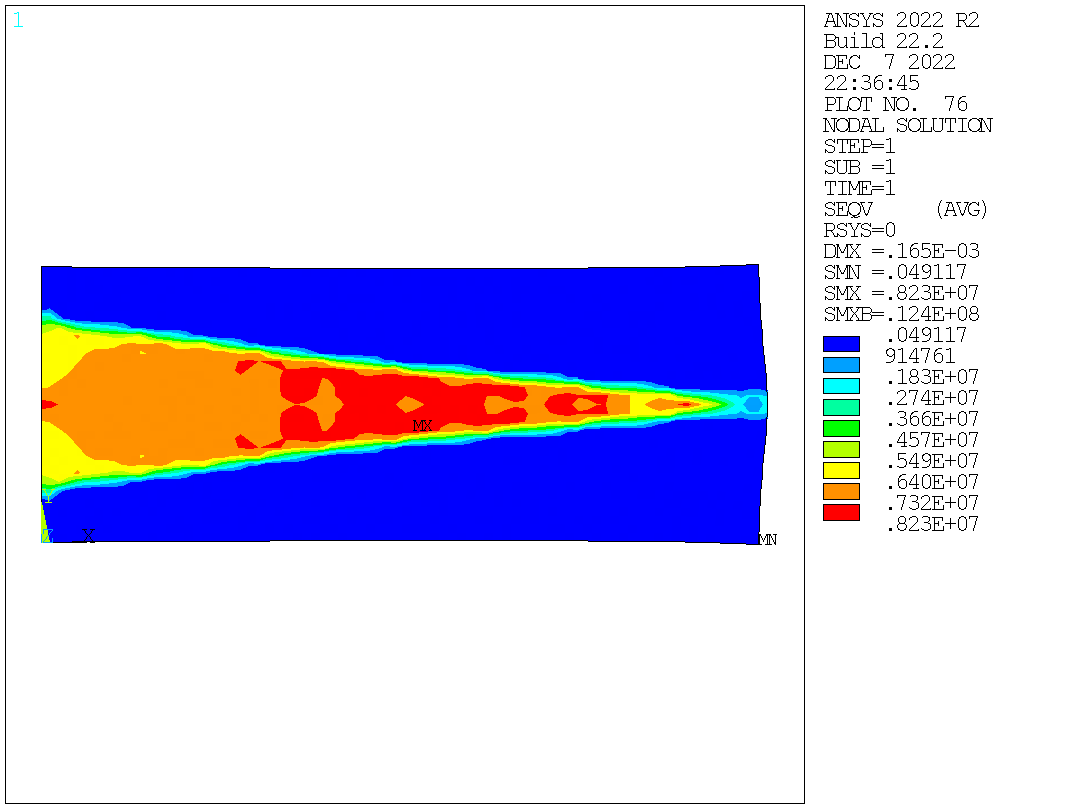 1
ANSYS 2022 R2
Build 22.2
DEC  7 2022
22:36:45
PLOT NO.  76
NODAL SOLUTION
STEP=1
SUB =1
TIME=1
SEQV     (AVG)
RSYS=0
DMX =.165E-03
SMN =.049117
SMX =.823E+07
SMXB=.124E+08
.049117
914761
.183E+07
.274E+07
.366E+07
.457E+07
.549E+07
.640E+07
.732E+07
.823E+07
MX
Y
Z X
MN